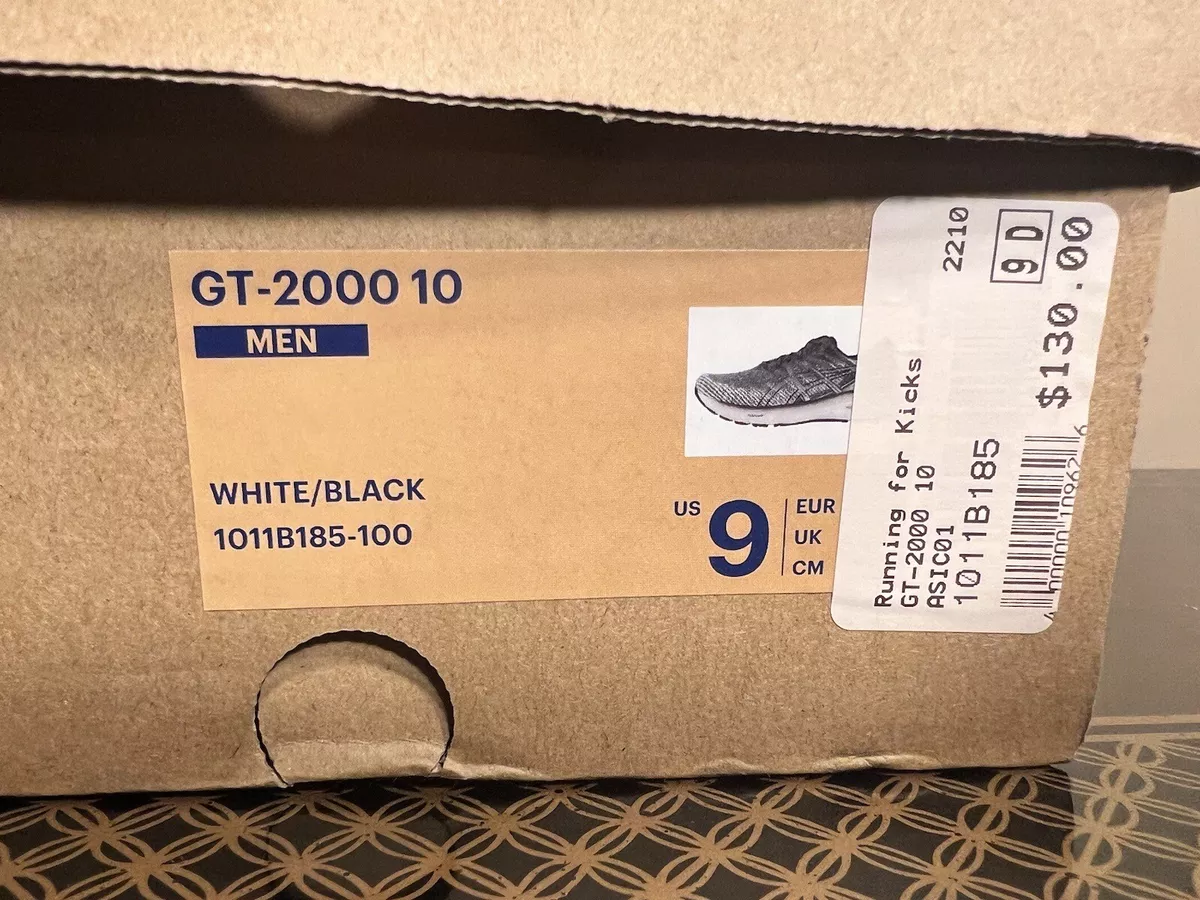 GT-2000 10
MEN
WHITE/BLACK
1011B185-100
US 9
EUR
UK
CM
2210
9 D
$130.00
Running for Kicks
GT-2000 10
ASIC01
1011B185